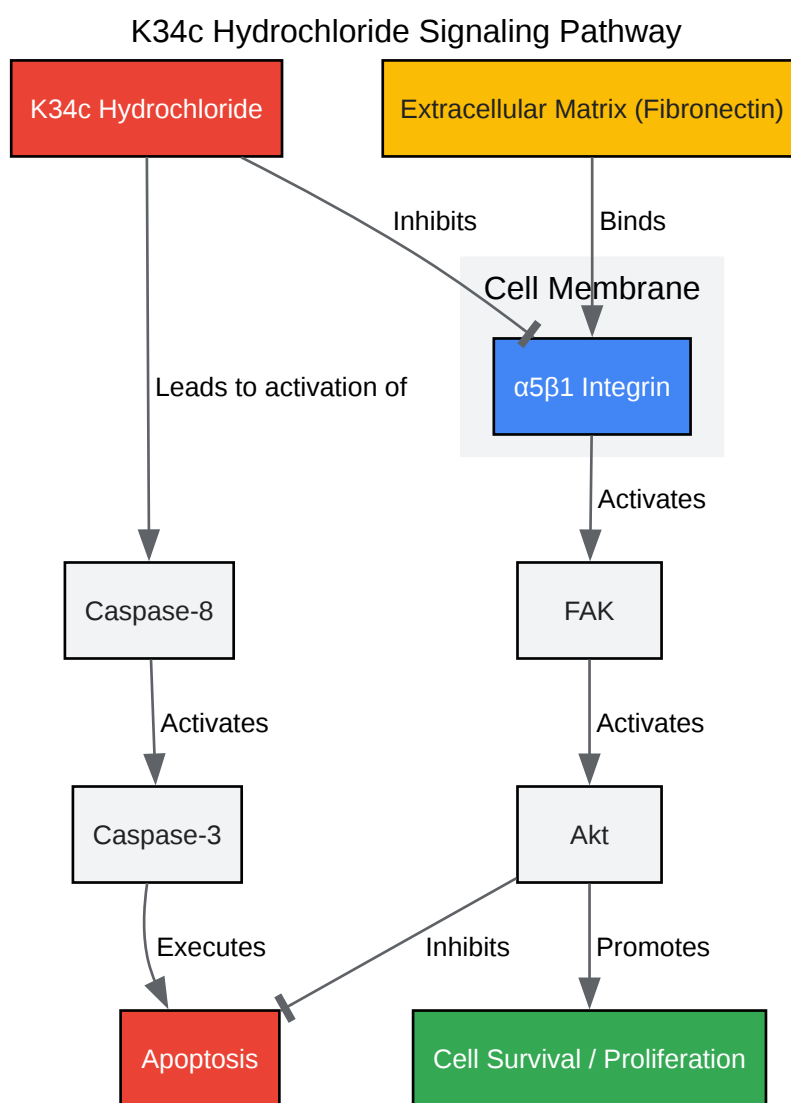 K34c Hydrochloride Signaling Pathway
K34c Hydrochloride
Extracellular Matrix (Fibronectin)
Inhibits
Binds
Cell Membrane
α5β1 Integrin
Leads to activation of
Activates
Caspase-8
FAK
Activates
Activates
Caspase-3
Akt
Executes
Inhibits
Promotes
Apoptosis
Cell Survival / Proliferation